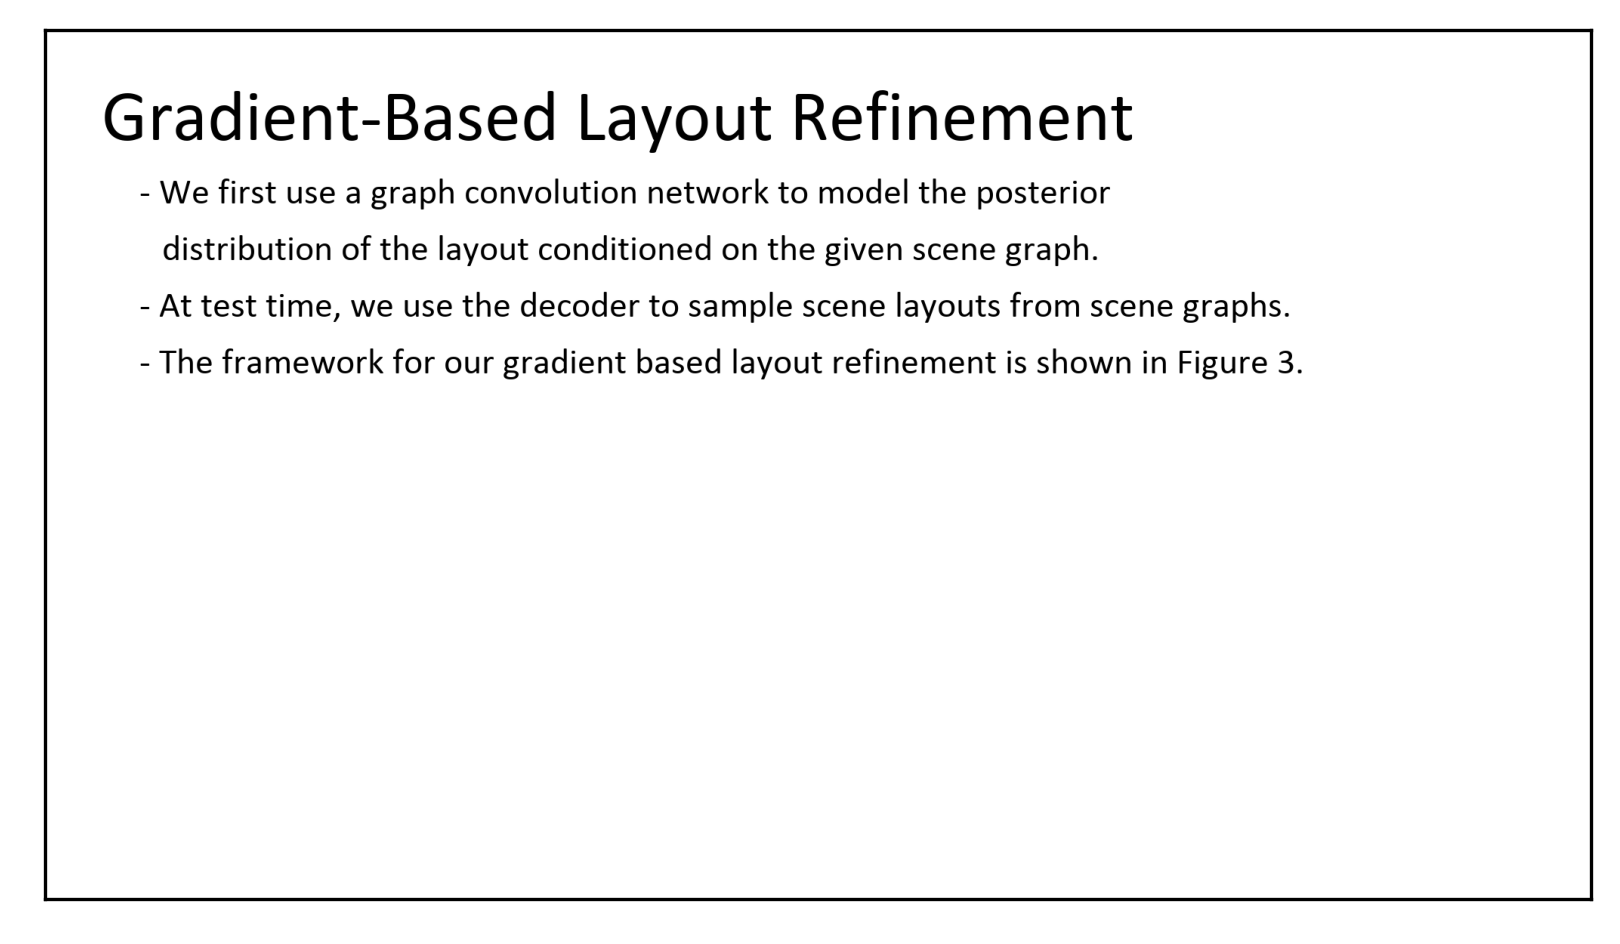 Gradient-Based Layout Refinement
- We first use a graph convolution network to model the posterior
distribution of the layout conditioned on the given scene graph.
- At test time, we use the decoder to sample scene layouts from scene graphs.
- The framework for our gradient based layout refinement is shown in Figure 3.